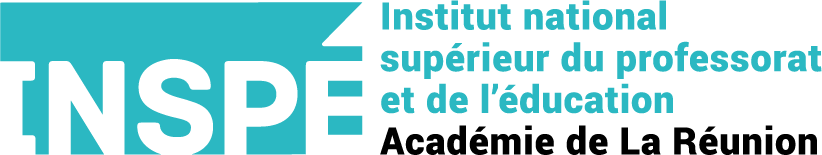 INSPÉ
Institut national
supérieur du professorat
et de l'éducation
Académie de La Réunion